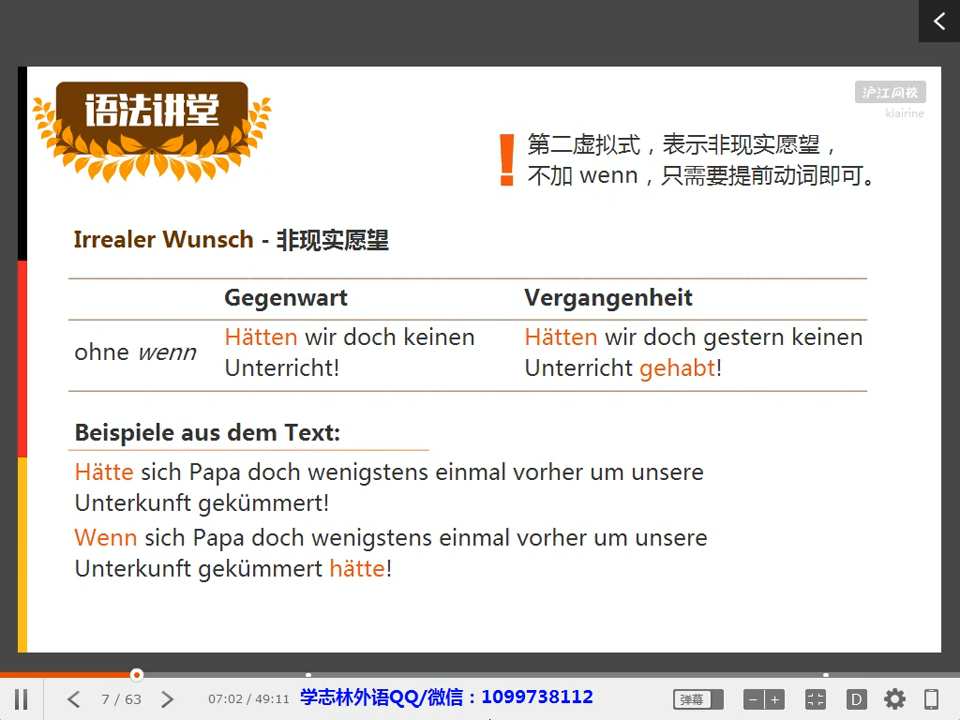 语法讲堂
沪江网校
klairine
! 第二虚拟式，表示非现实愿望，
不加 wenn，只需要提前动词即可。
Irrealer Wunsch - 非现实愿望
Gegenwart Vergangenheit
ohne wenn
Hätten wir doch keinen
Unterricht!
Hätten wir doch gestern keinen
Unterricht gehabt!
Beispiele aus dem Text:
Hätte sich Papa doch wenigstens einmal vorher um unsere
Unterkunft gekümmert!
Wenn sich Papa doch wenigstens einmal vorher um unsere
Unterkunft gekümmert hätte!
7 / 63 07:02 / 49:11 学志林外语QQ/微信：1099738112 弹幕 D